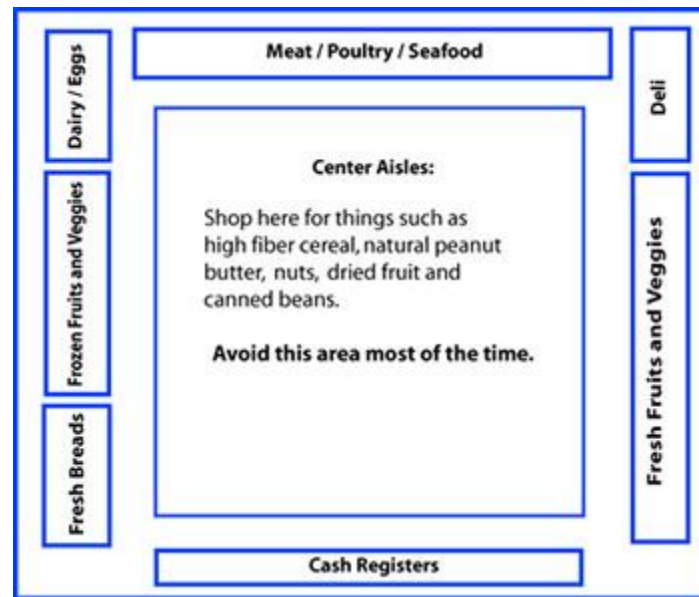 Meat / Poultry / Seafood
Dairy / Eggs
Deli
Center Aisles:
Shop here for things such as
high fiber cereal, natural peanut
butter, nuts, dried fruit and
canned beans.
Avoid this area most of the time.
Frozen Fruits and Veggies
Fresh Fruits and Veggies
Fresh Breads
Cash Registers